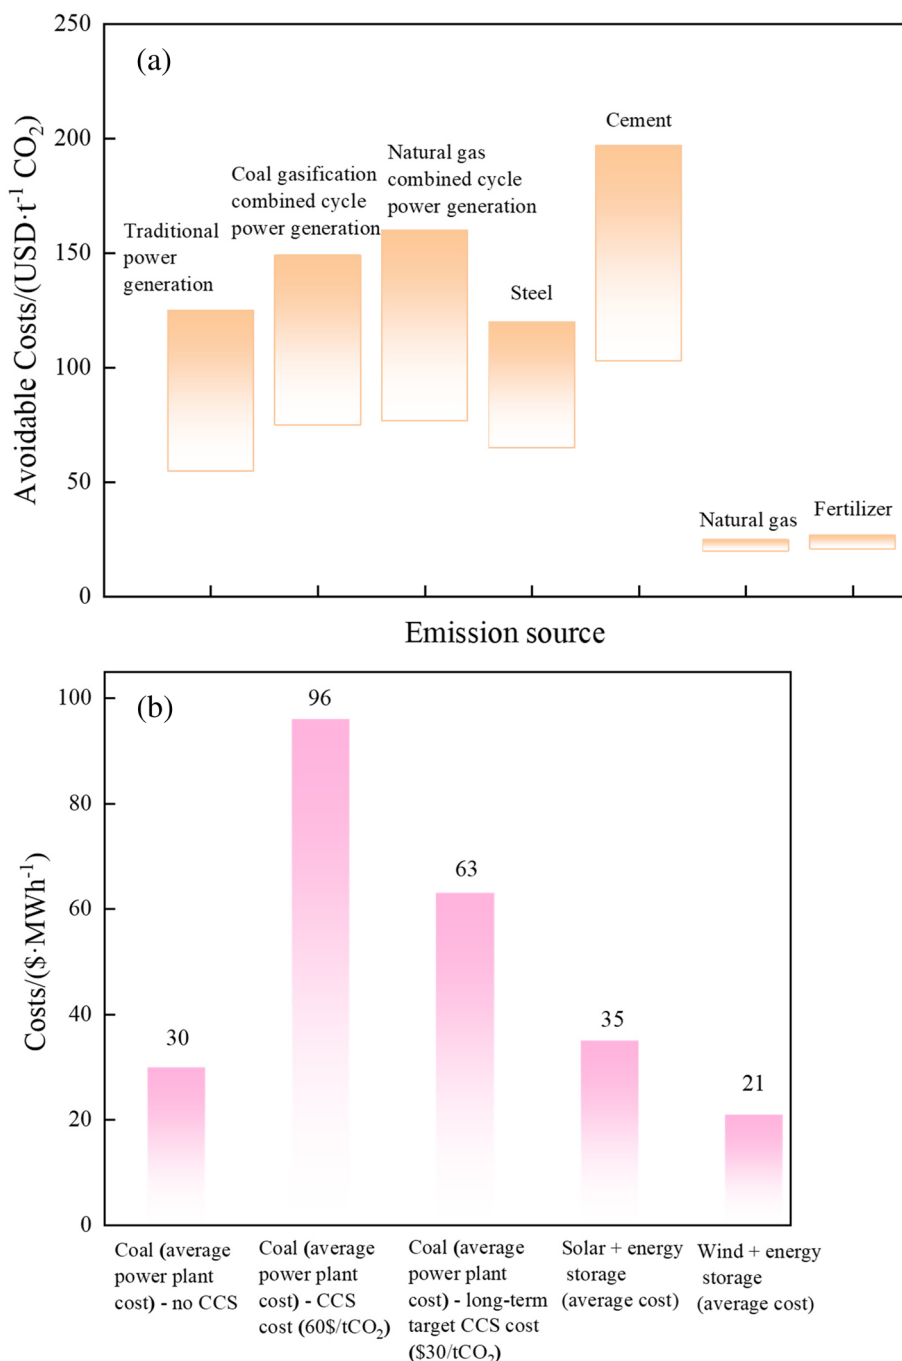 (a)
Avoidable Costs/(USD·t⁻¹ CO₂)
250
200
150
100
50
0
Traditional
power
generation
Coal gasification
combined cycle
power generation
Natural gas
combined cycle
power generation
Steel
Cement
Natural gas
Fertilizer
Emission source
(b)
Costs/($·MWh⁻¹)
100
80
60
40
20
0
30
96
63
35
21
Coal (average
power plant
cost) - no CCS
Coal (average
power plant
cost) - CCS
cost (60$/tCO₂)
Coal (average
power plant
cost) - long-term
target CCS cost
($30/tCO₂)
Solar + energy
storage
(average cost)
Wind + energy
storage
(average cost)